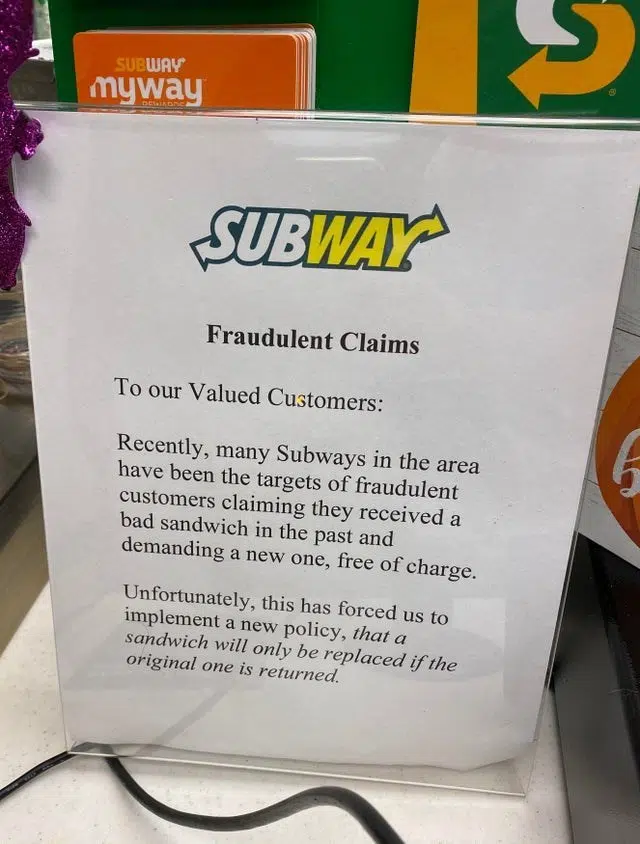 SUBWAY
myway
REWARDS
S
SUBWAY
Fraudulent Claims
To our Valued Customers:
Recently, many Subways in the area
have been the targets of fraudulent
customers claiming they received a
bad sandwich in the past and
demanding a new one, free of charge.
Unfortunately, this has forced us to
implement a new policy, that a
sandwich will only be replaced if the
original one is returned.